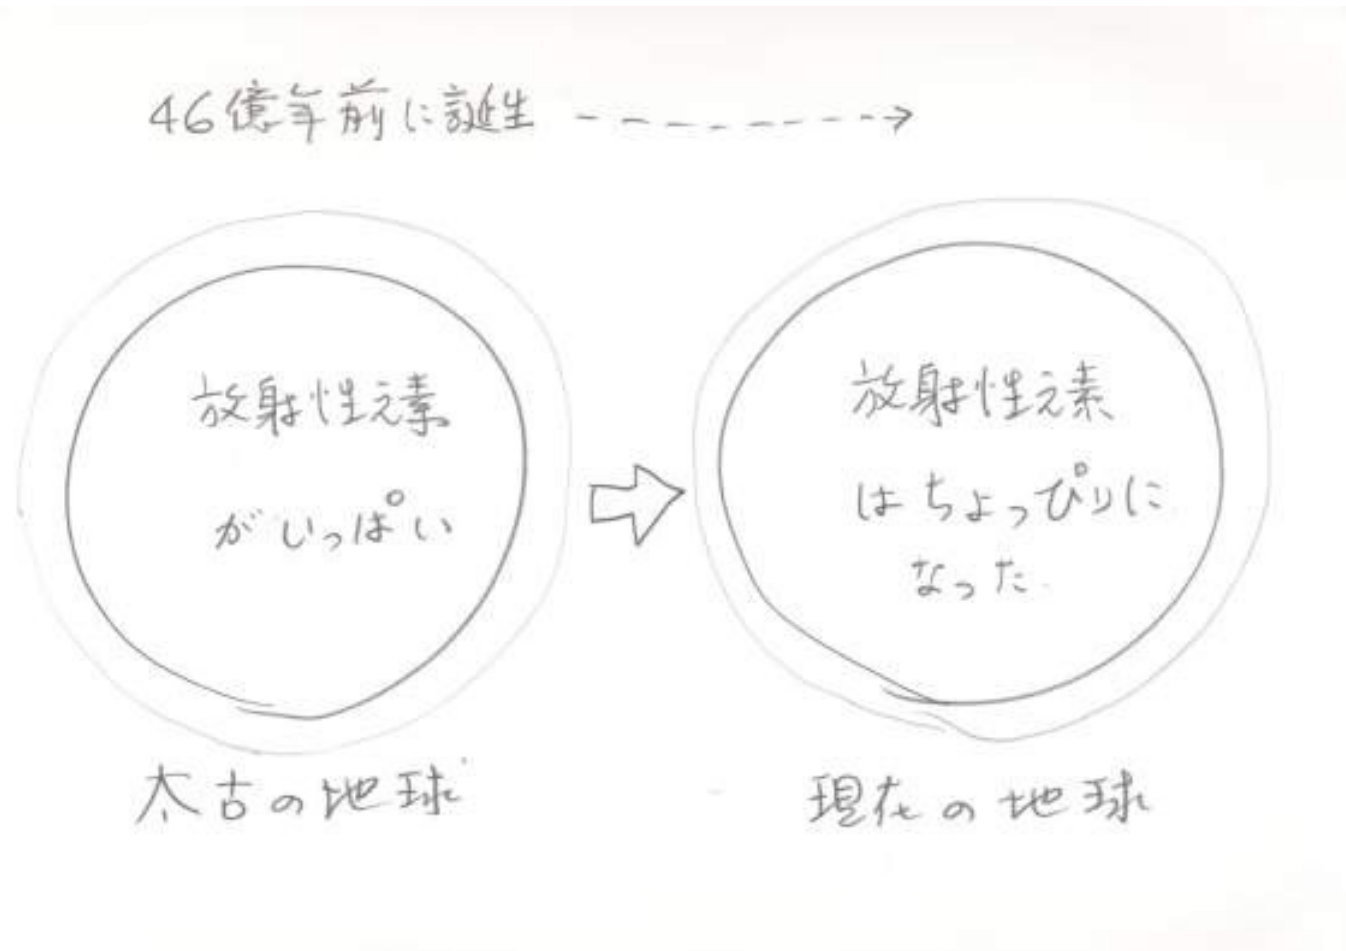 46億年前に誕生
放射性元素
がいっぱい
太古の地球
放射性元素
はちょっぴりに
なった
現在の地球